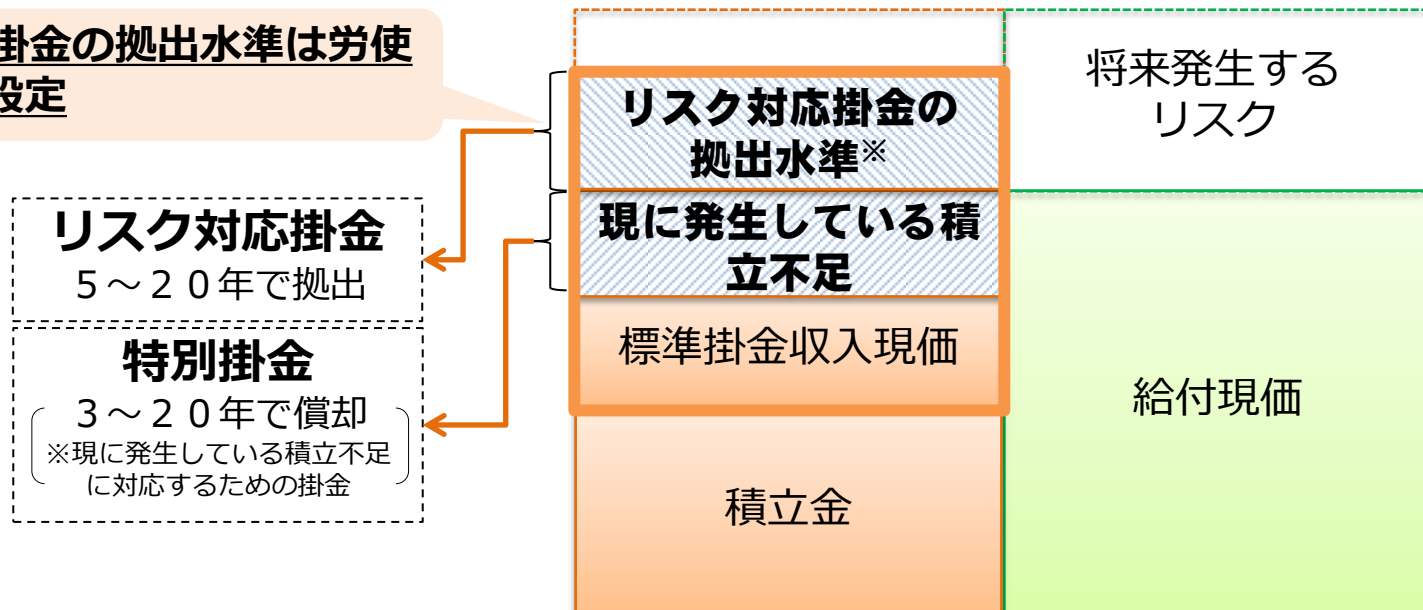 掛金の拠出水準は労使
設定
リスク対応掛金
５～２０年で拠出
特別掛金
３～２０年で償却
※現に発生している積立不足
に対応するための掛金
リスク対応掛金の
拠出水準※
現に発生している積
立不足
標準掛金収入現価
積立金
将来発生する
リスク
給付現価